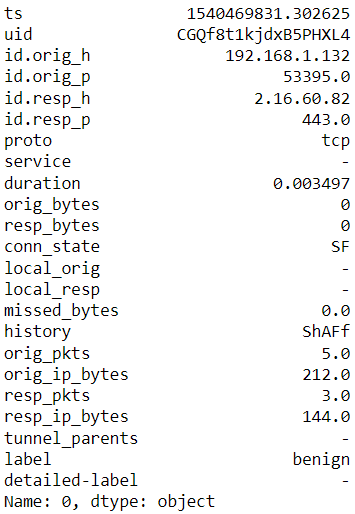 ts 1540469831.302625
uid CGQf8t1kjdxB5PHXL4
id.orig_h 192.168.1.132
id.orig_p 53395.0
id.resp_h 2.16.60.82
id.resp_p 443.0
proto tcp
service -
duration 0.003497
orig_bytes 0
resp_bytes 0
conn_state SF
local_orig -
local_resp -
missed_bytes 0.0
history ShAFf
orig_pkts 5.0
orig_ip_bytes 212.0
resp_pkts 3.0
resp_ip_bytes 144.0
tunnel_parents -
label benign
detailed-label -
Name: 0, dtype: object